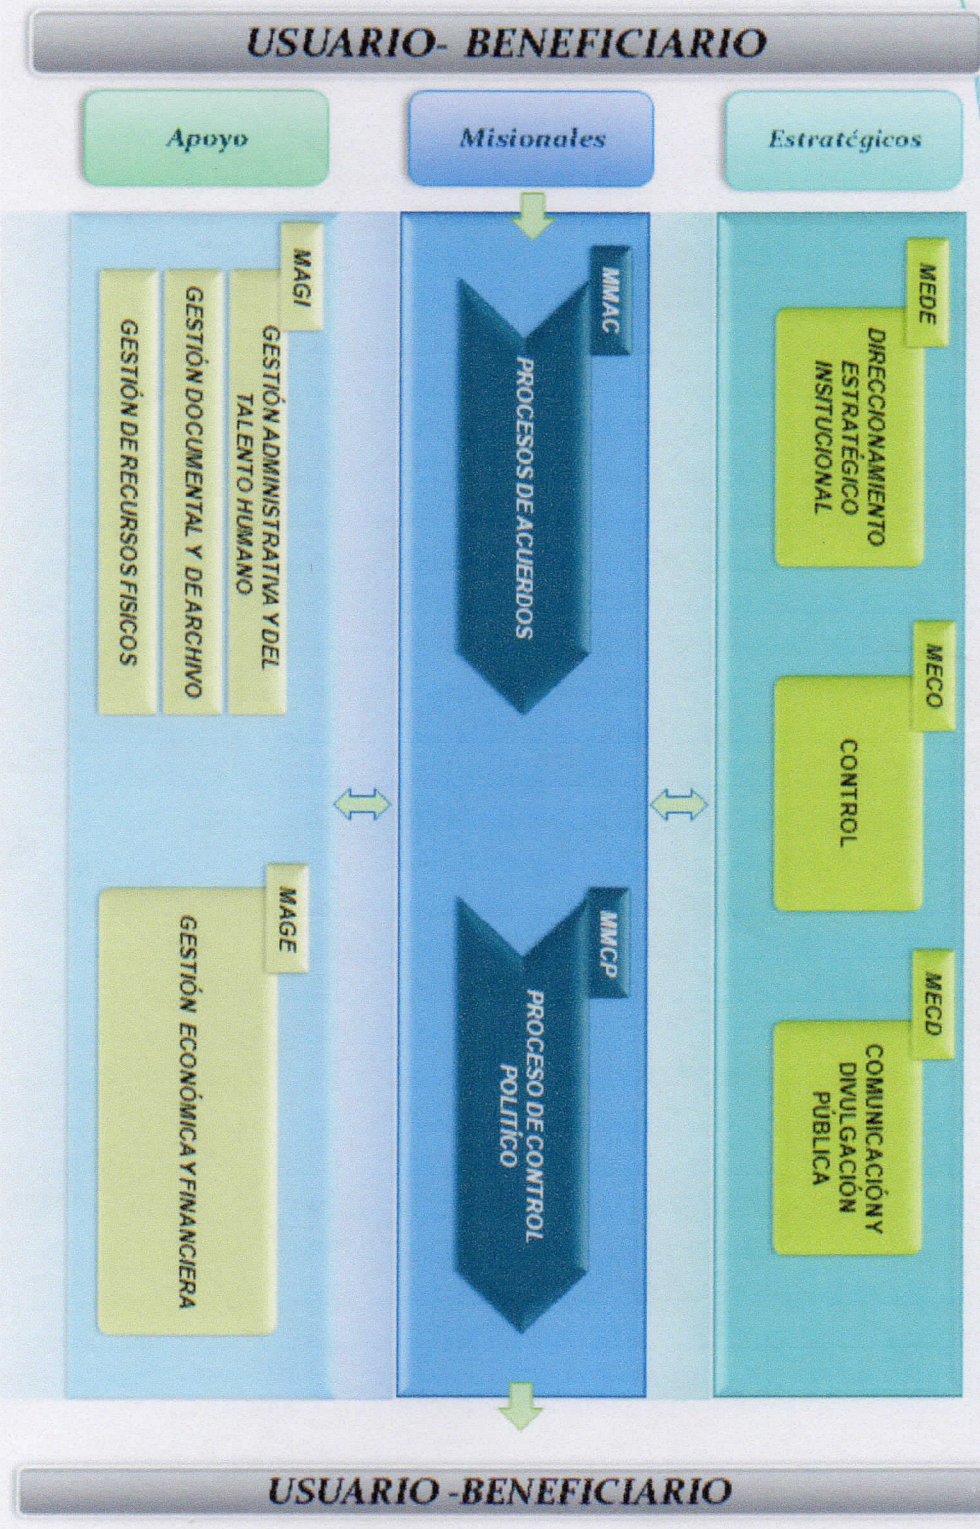 USUARIO- BENEFICIARIO
Apoyo
Misionales
Estratégicos
MEDE
DIRECCIONAMIENTO
ESTRATÉGICO
INSITUCIONAL
MECO
CONTROL
MECD
COMUNICACIÓN Y
DIVULGACIÓN
PÚBLICA
MMAC
PROCESOS DE ACUERDOS
MMCP
PROCESO DE CONTROL
POLITÍCO
MAGI
GESTIÓN ADMINISTRATIVA Y DEL
TALENTO HUMANO
GESTIÓN DOCUMENTAL Y DE ARCHIVO
GESTIÓN DE RECURSOS FISICOS
MAGE
GESTIÓN ECONÓMICA Y FINANCIERA
USUARIO -BENEFICIARIO